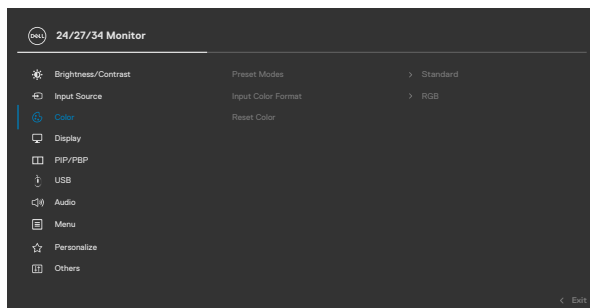 DELL 24/27/34 Monitor
Brightness/Contrast Preset Modes > Standard
Input Source Input Color Format > RGB
Color Reset Color
Display
PIP/PBP
USB
Audio
Menu
Personalize
Others
< Exit